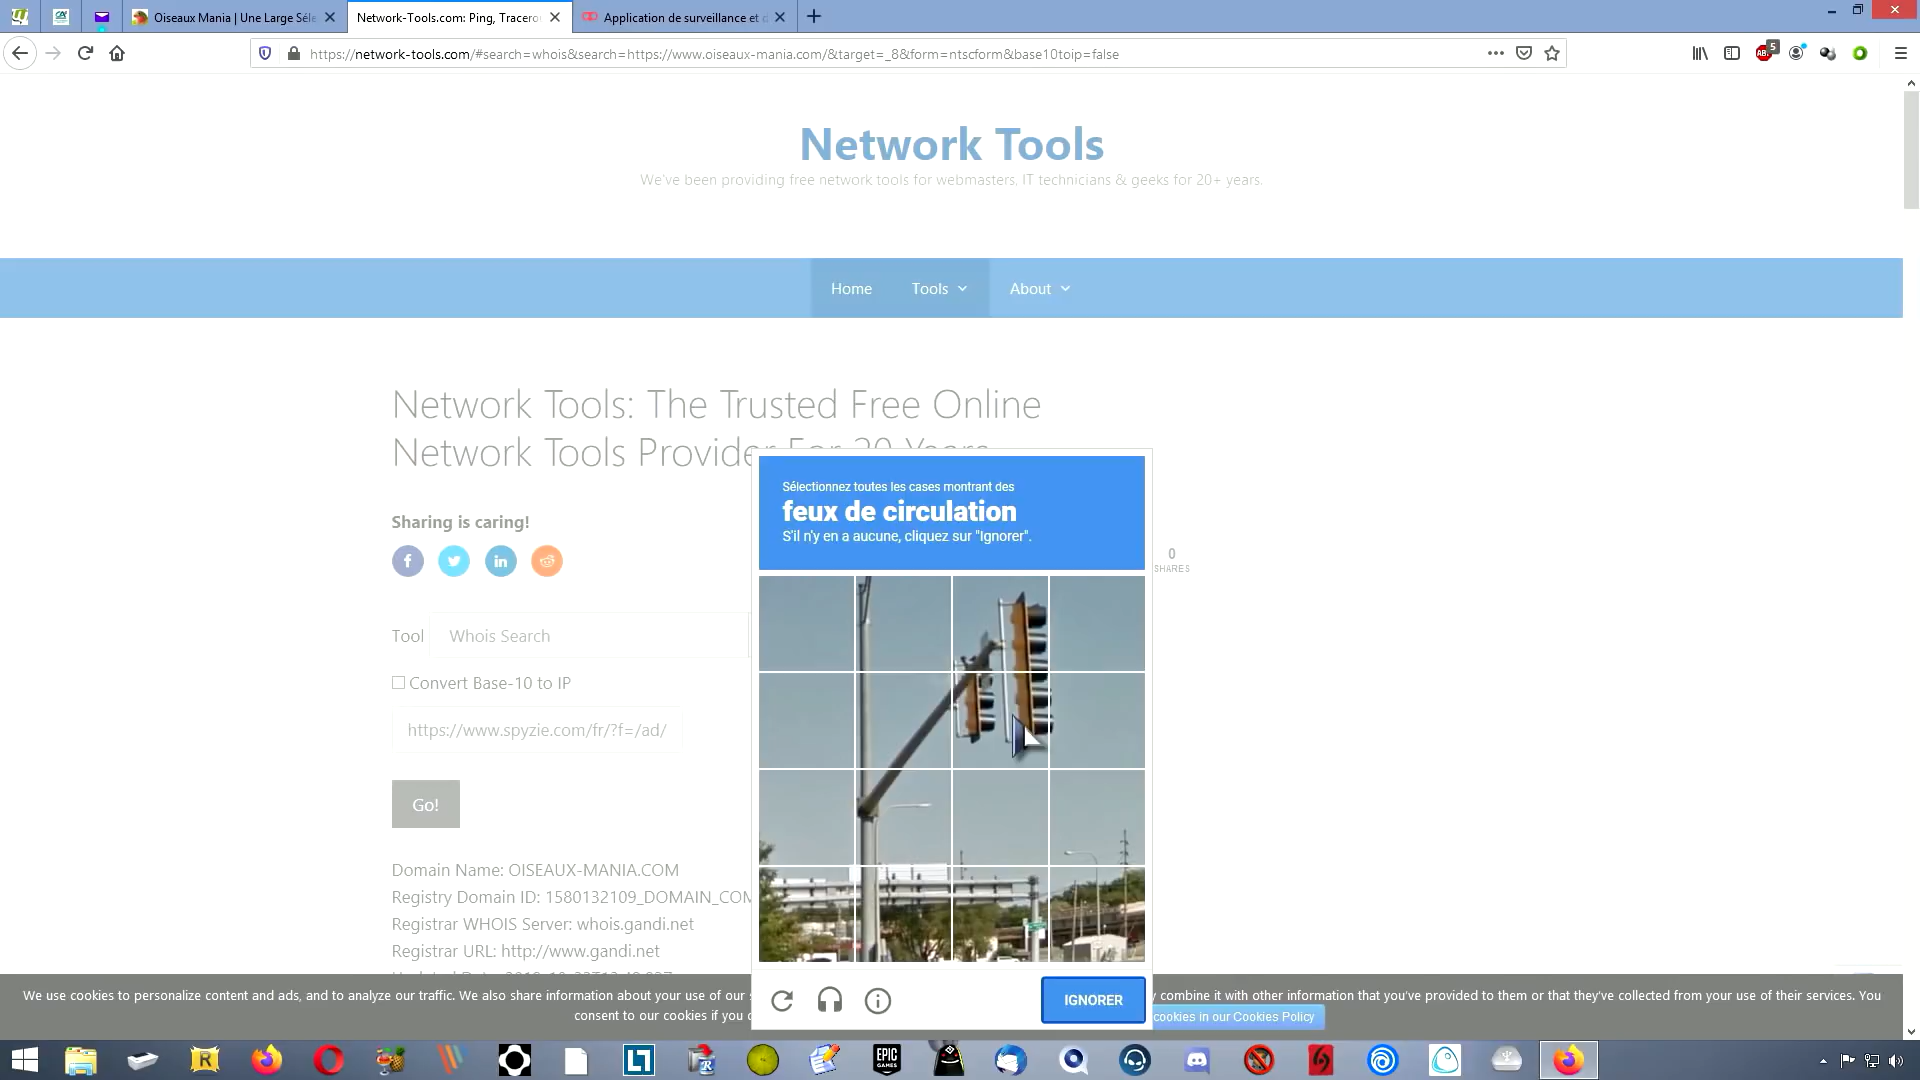 Oiseaux Mania | Une Large Séle
Network-Tools.com: Ping, Tracero
Application de surveillance et d
https://network-tools.com/#search=whois&search=https://www.oiseaux-mania.com/&target=_8&form=ntscform&base10toip=false
5
Network Tools
We've been providing free network tools for webmasters, IT technicians & geeks for 20+ years.
Home
Tools
About
Network Tools: The Trusted Free Online
Network Tools Provider For 20 Years
Sharing is caring!
0
SHARES
Tool
Whois Search
Convert Base-10 to IP
https://www.spyzie.com/fr/?f=/ad/
Go!
Domain Name: OISEAUX-MANIA.COM
Registry Domain ID: 1580132109_DOMAIN_COM
Registrar WHOIS Server: whois.gandi.net
Registrar URL: http://www.gandi.net
Sélectionnez toutes les cases montrant des
feux de circulation
S'il n'y en a aucune, cliquez sur "Ignorer".
IGNORER
We use cookies to personalize content and ads, and to analyze our traffic. We also share information about your use of our s
y combine it with other information that you've provided to them or that they've collected from your use of their services. You
consent to our cookies if you c
cookies in our Cookies Policy
EPIC
GAMES